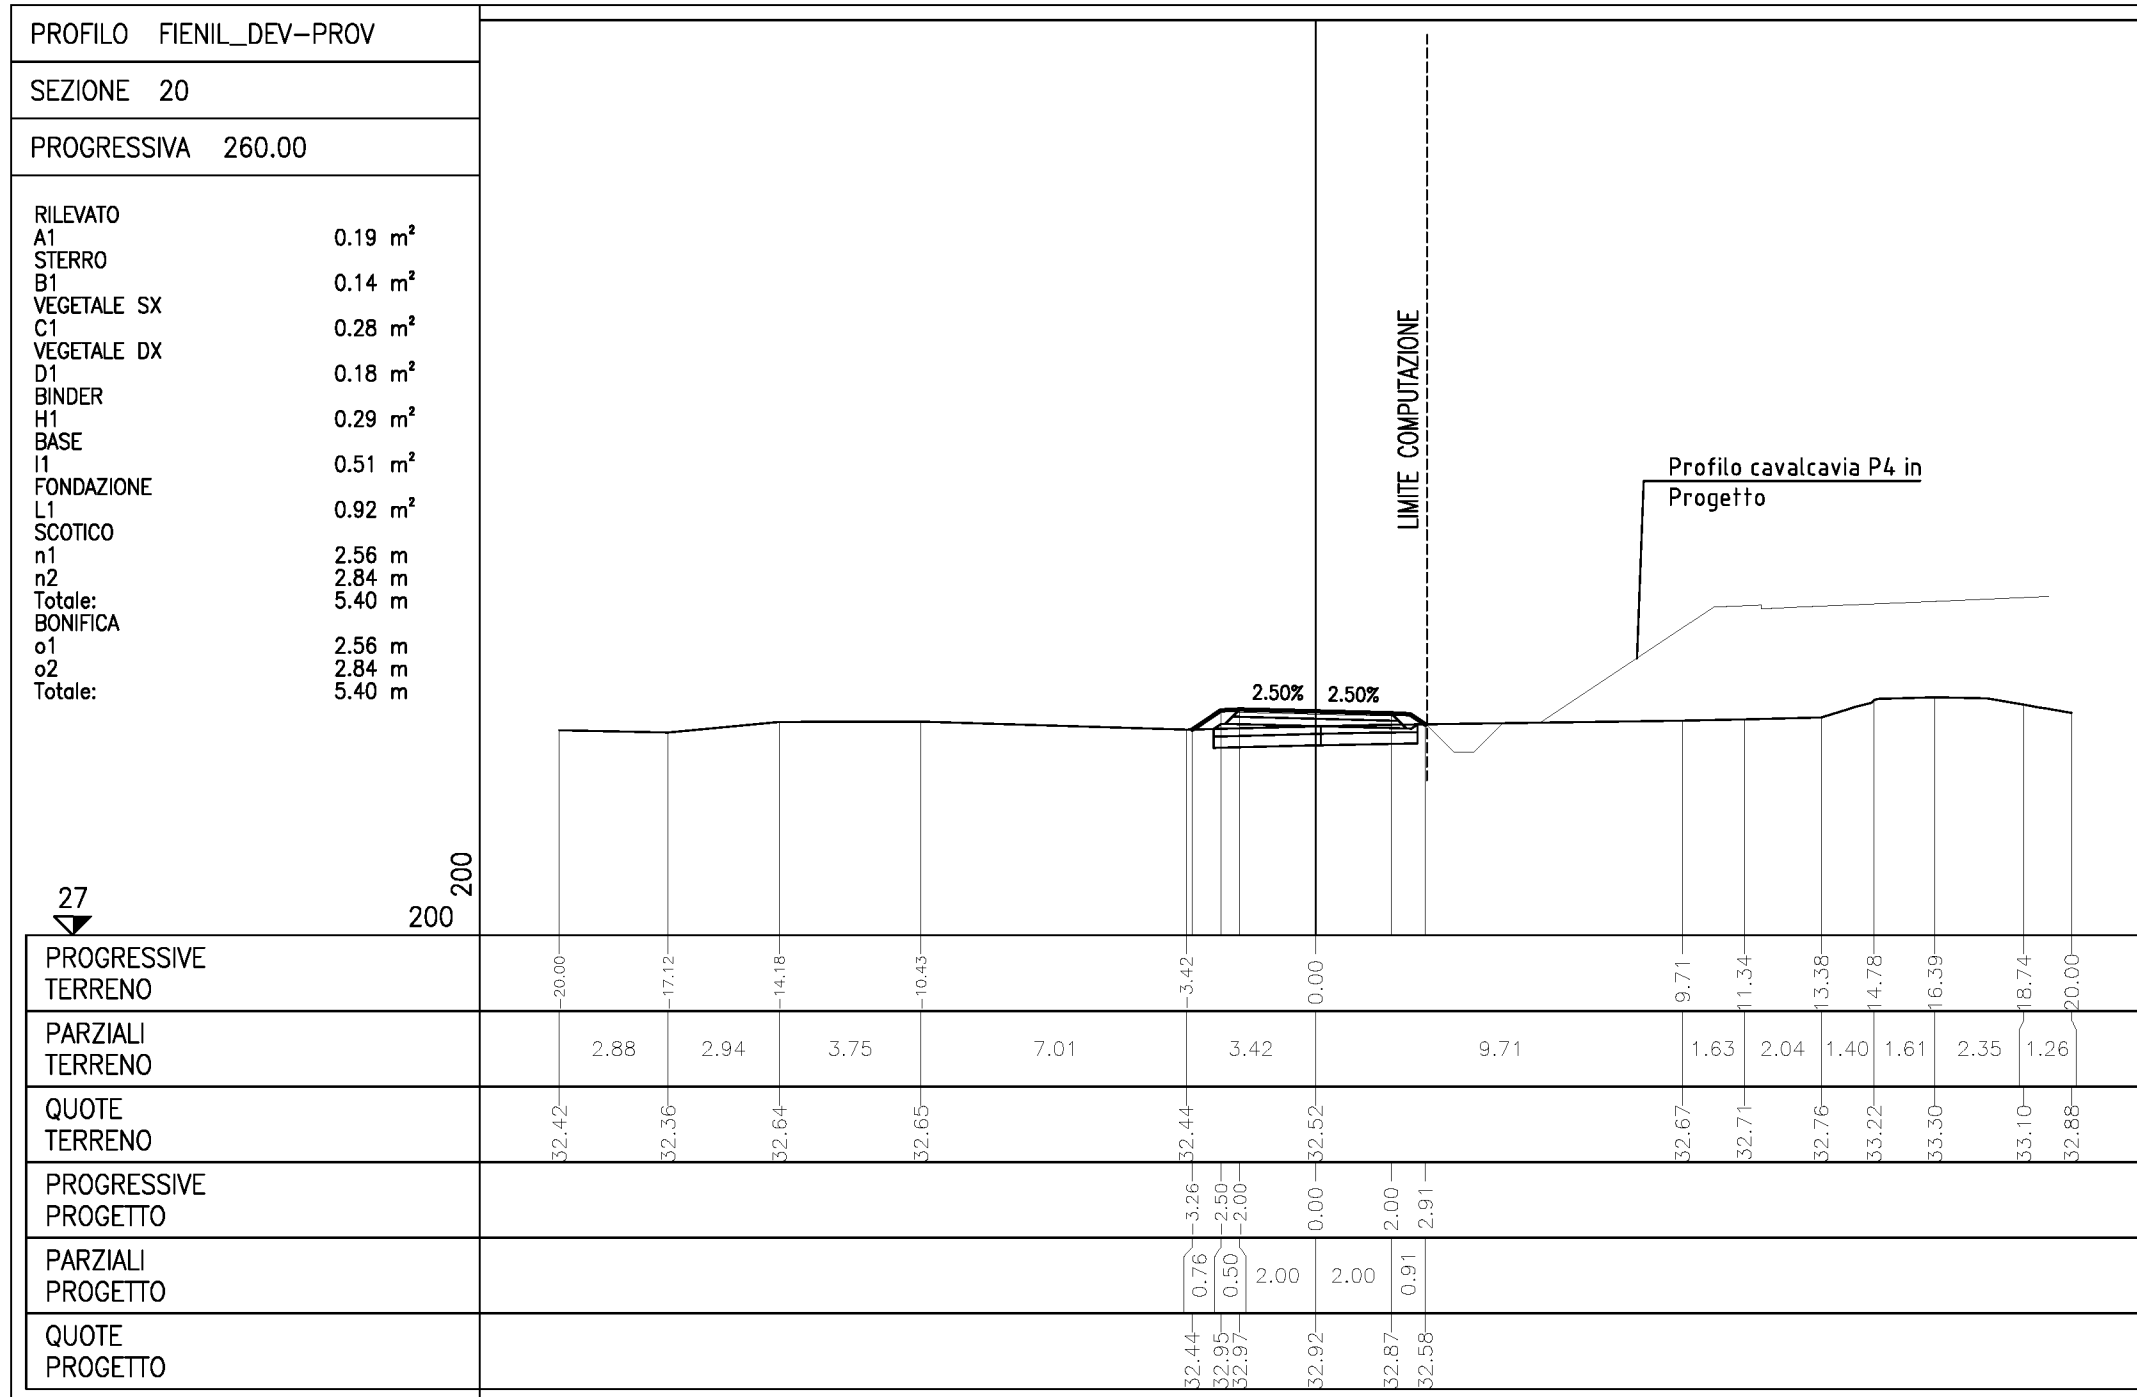 PROFILO FIENIL_DEV-PROV
SEZIONE 20
PROGRESSIVA 260.00
RILEVATO
A1 0.19 m²
STERRO
B1 0.14 m²
VEGETALE SX
C1 0.28 m²
VEGETALE DX
D1 0.18 m²
BINDER
H1 0.29 m²
BASE
I1 0.51 m²
FONDAZIONE
L1 0.92 m²
SCOTICO
n1 2.56 m
n2 2.84 m
Totale: 5.40 m
BONIFICA
o1 2.56 m
o2 2.84 m
Totale: 5.40 m
27
200
200
LIMITE COMPUTAZIONE
Profilo cavalcavia P4 in
Progetto
2.50% 2.50%
PROGRESSIVE
TERRENO
-20.00 -17.12 -14.18 -10.43 -3.42 0.00 9.71 11.34 13.38 14.78 16.39 18.74 20.00
PARZIALI
TERRENO
2.88 2.94 3.75 7.01 3.42 9.71 1.63 2.04 1.40 1.61 2.35 1.26
QUOTE
TERRENO
32.42 32.36 32.64 32.65 32.44 32.52 32.67 32.71 32.76 33.22 33.30 33.10 32.88
PROGRESSIVE
PROGETTO
-3.26 -2.50 -2.00 0.00 2.00 2.91
PARZIALI
PROGETTO
0.76 0.50 2.00 2.00 0.91
QUOTE
PROGETTO
32.44 32.95 32.97 32.92 32.87 32.58